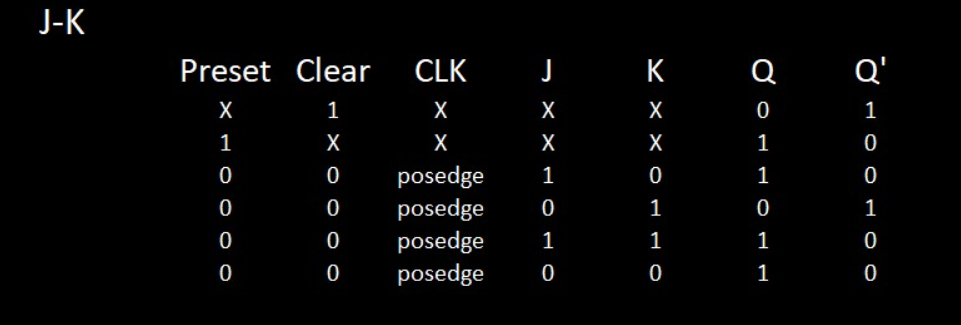 J-K
Preset Clear CLK J K Q Q'
X 1 X X X 0 1
1 X X X X 1 0
0 0 posedge 1 0 1 0
0 0 posedge 0 1 0 1
0 0 posedge 1 1 1 0
0 0 posedge 0 0 1 0